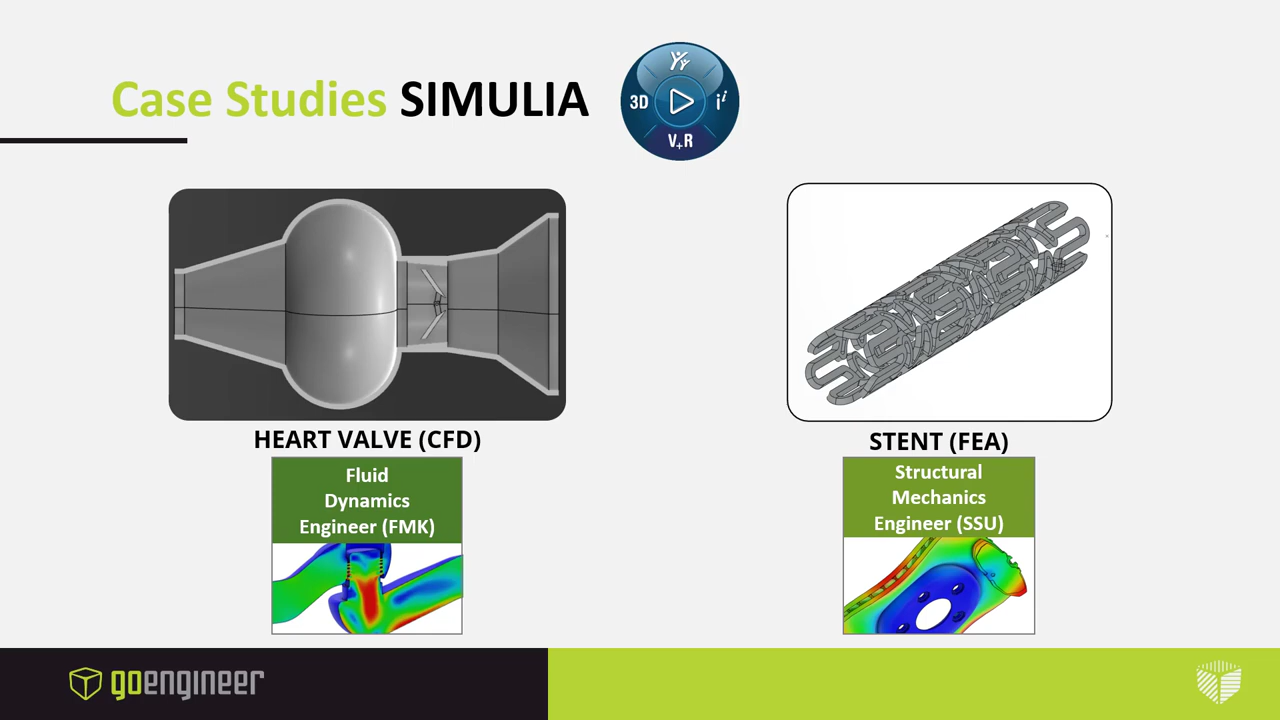 Case Studies SIMULIA
3D
V+R
i
HEART VALVE (CFD)
Fluid
Dynamics
Engineer (FMK)
STENT (FEA)
Structural
Mechanics
Engineer (SSU)
goengineer